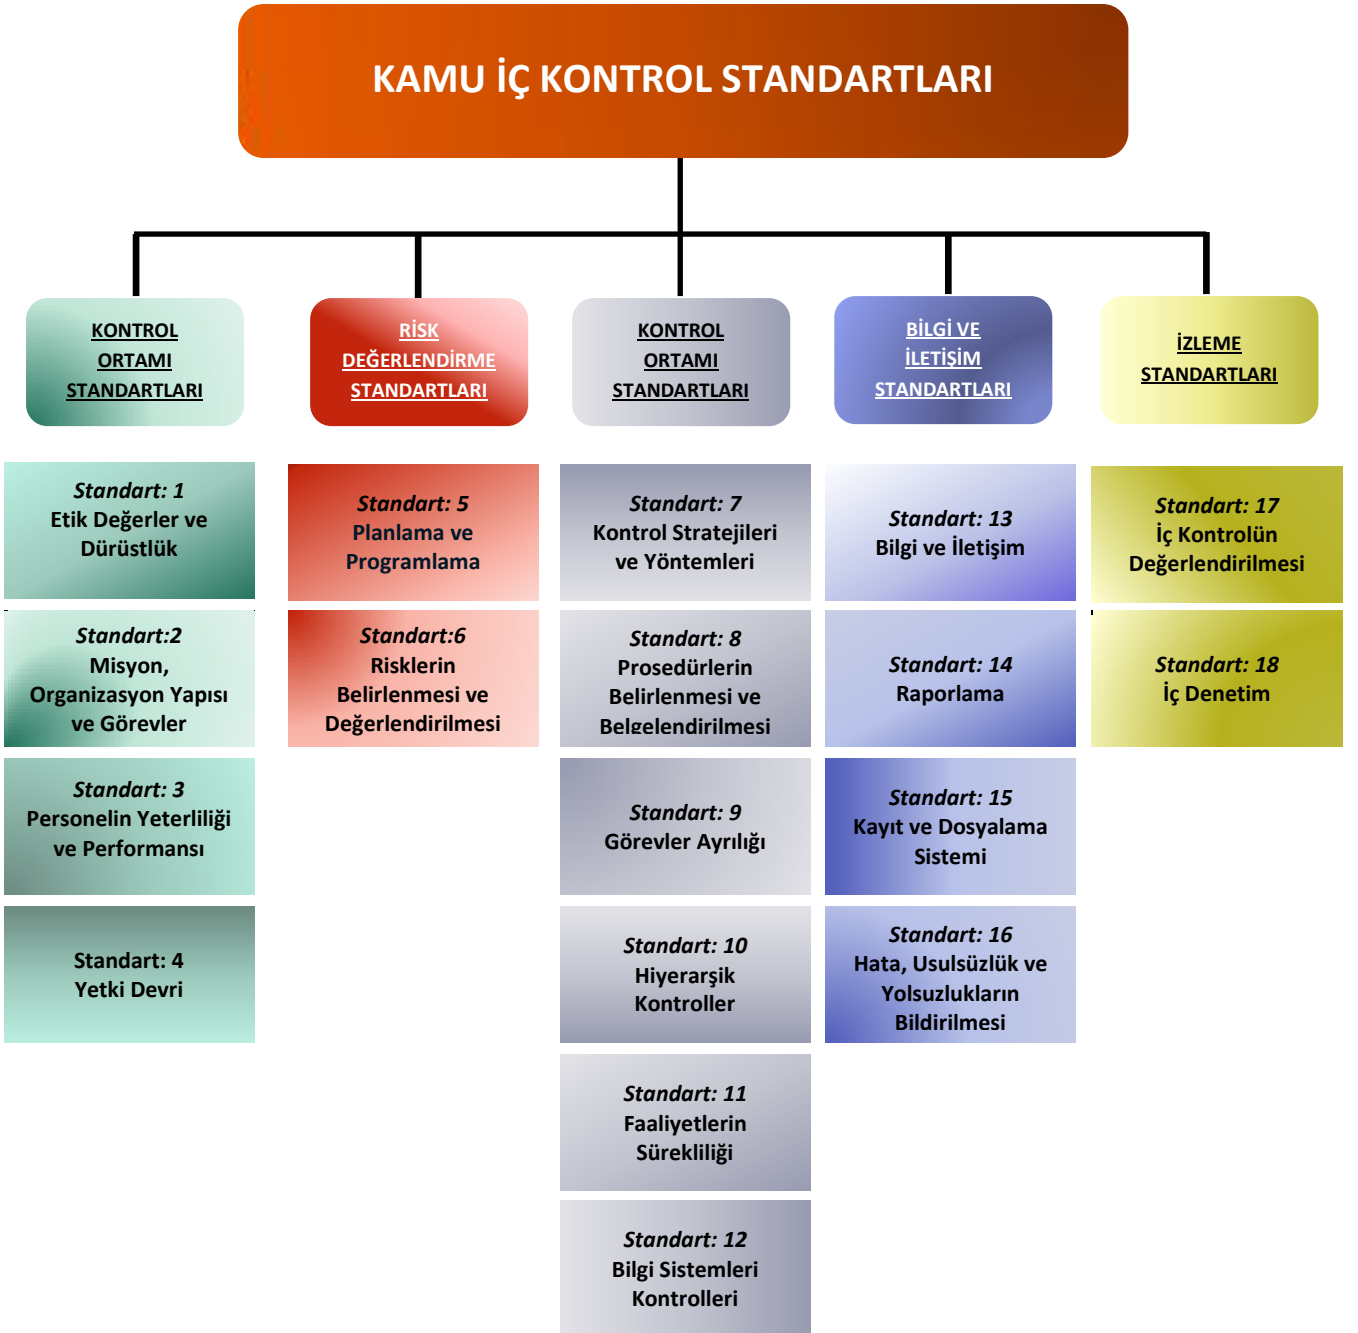 KAMU İÇ KONTROL STANDARTLARI
KONTROL
ORTAMI
STANDARTLARI
RİSK
DEĞERLENDİRME
STANDARTLARI
KONTROL
ORTAMI
STANDARTLARI
BİLGİ VE
İLETİŞİM
STANDARTLARI
İZLEME
STANDARTLARI
Standart: 1
Etik Değerler ve
Dürüstlük
Standart:2
Misyon,
Organizasyon Yapısı
ve Görevler
Standart: 3
Personelin Yeterliliği
ve Performansı
Standart: 4
Yetki Devri
Standart: 5
Planlama ve
Programlama
Standart:6
Risklerin
Belirlenmesi ve
Değerlendirilmesi
Standart: 7
Kontrol Stratejileri
ve Yöntemleri
Standart: 8
Prosedürlerin
Belirlenmesi ve
Belgelendirilmesi
Standart: 9
Görevler Ayrılığı
Standart: 10
Hiyerarşik
Kontroller
Standart: 11
Faaliyetlerin
Sürekliliği
Standart: 12
Bilgi Sistemleri
Kontrolleri
Standart: 13
Bilgi ve İletişim
Standart: 14
Raporlama
Standart: 15
Kayıt ve Dosyalama
Sistemi
Standart: 16
Hata, Usulsüzlük ve
Yolsuzlukların
Bildirilmesi
Standart: 17
İç Kontrolün
Değerlendirilmesi
Standart: 18
İç Denetim